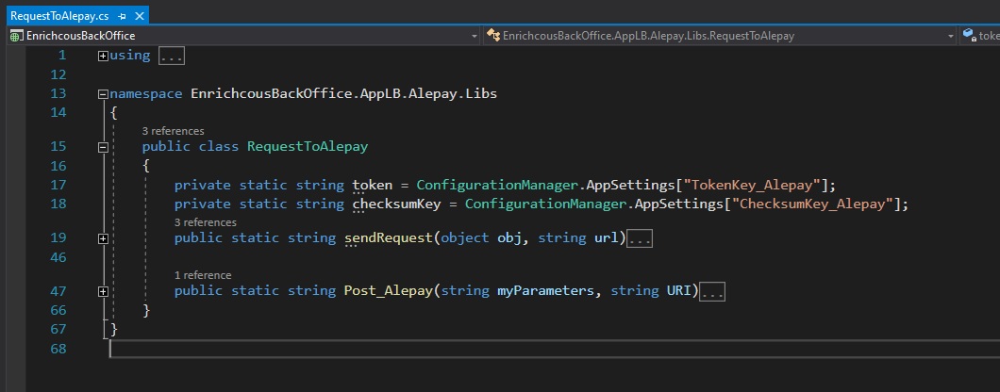 RequestToAlepay.cs
EnrichcousBackOffice
EnrichcousBackOffice.AppLB.Alepay.Libs.RequestToAlepay
toke
1 using ...
12
13 namespace EnrichcousBackOffice.AppLB.Alepay.Libs
14 {
3 references
15 public class RequestToAlepay
16 {
17 private static string token = ConfigurationManager.AppSettings["TokenKey_Alepay"];
18 private static string checksumKey = ConfigurationManager.AppSettings["ChecksumKey_Alepay"];
3 references
19 public static string sendRequest(object obj, string url)...
46
1 reference
47 public static string Post_Alepay(string myParameters, string URI)...
66 }
67 }
68